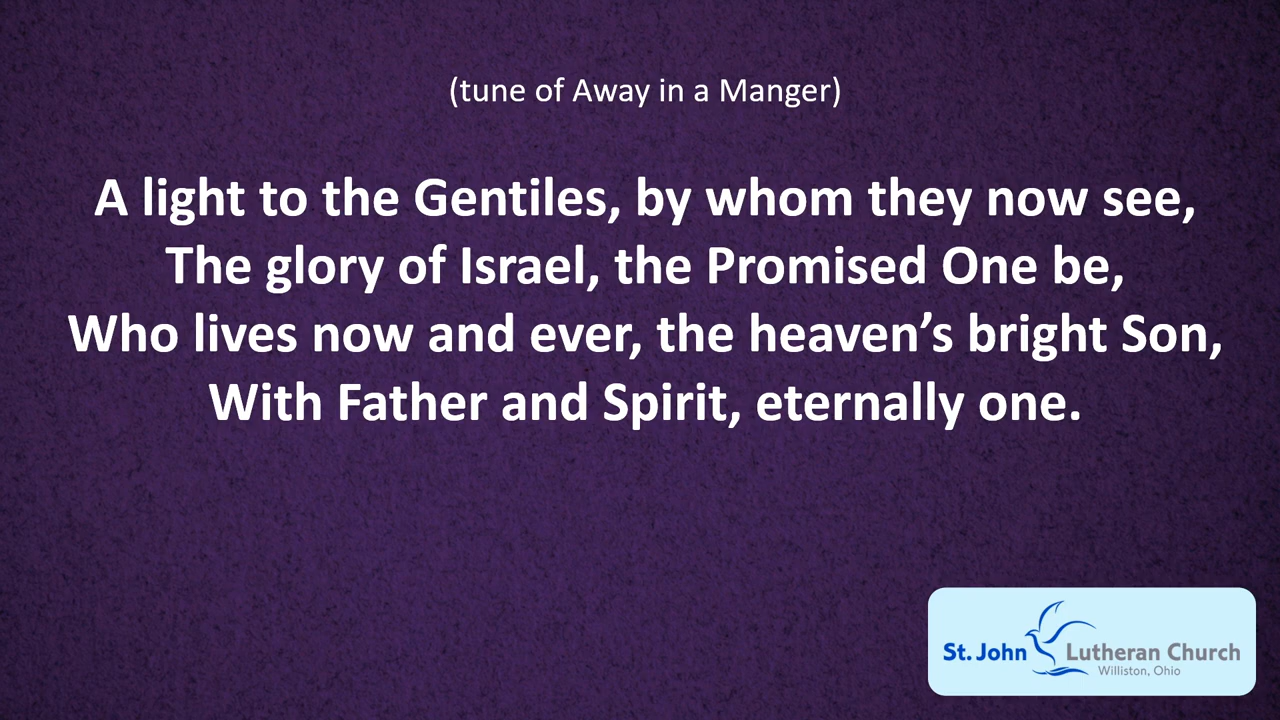 (tune of Away in a Manger)
A light to the Gentiles, by whom they now see,
The glory of Israel, the Promised One be,
Who lives now and ever, the heaven’s bright Son,
With Father and Spirit, eternally one.
St. John Lutheran Church
Williston, Ohio